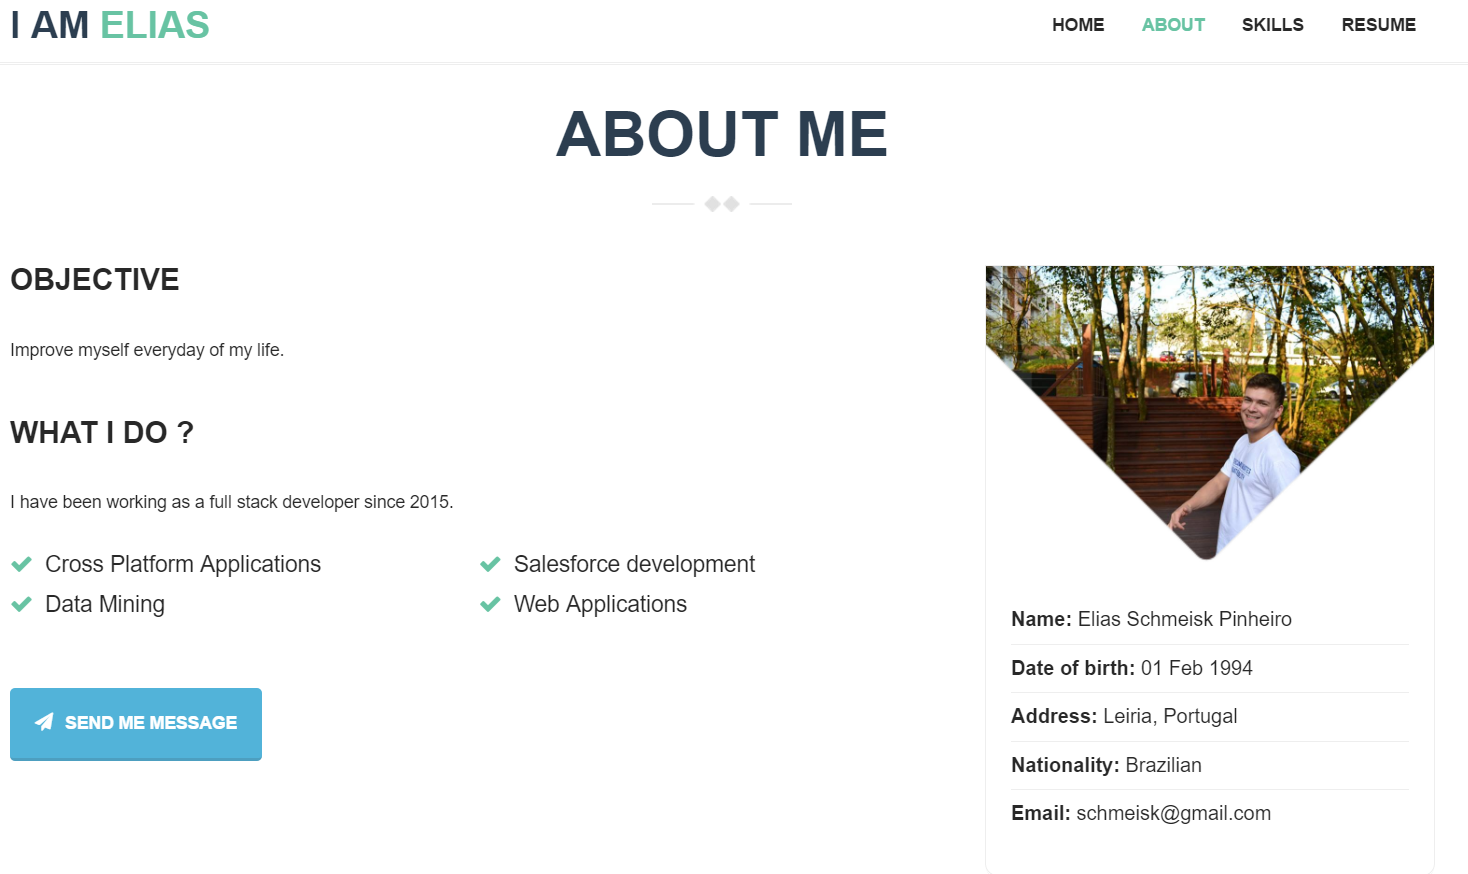 I AM ELIAS
HOME ABOUT SKILLS RESUME
ABOUT ME
OBJECTIVE
Improve myself everyday of my life.
WHAT I DO ?
I have been working as a full stack developer since 2015.
Cross Platform Applications
Salesforce development
Data Mining
Web Applications
SEND ME MESSAGE
Name: Elias Schmeisk Pinheiro
Date of birth: 01 Feb 1994
Address: Leiria, Portugal
Nationality: Brazilian
Email: schmeisk@gmail.com